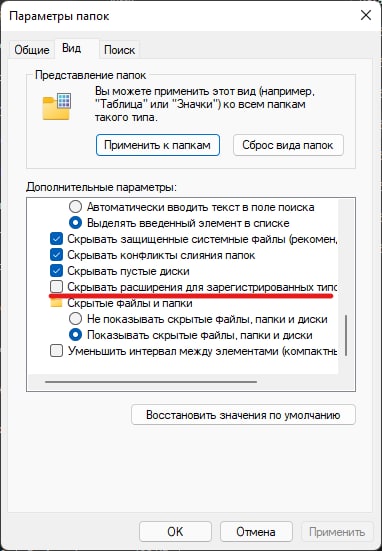 Параметры папок
Общие
Вид
Поиск
Представление папок
Вы можете применить этот вид (например,
"Таблица" или "Значки") ко всем папкам
такого типа.
Применить к папкам
Сброс вида папок
Дополнительные параметры:
Автоматически вводить текст в поле поиска
Выделять введенный элемент в списке
Скрывать защищенные системные файлы (рекомен,
Скрывать конфликты слияния папок
Скрывать пустые диски
Скрывать расширения для зарегистрированных типо
Скрытые файлы и папки
Не показывать скрытые файлы, папки и диски
Показывать скрытые файлы, папки и диски
Уменьшить интервал между элементами (компактнь
Восстановить значения по умолчанию
OK
Отмена
Применить